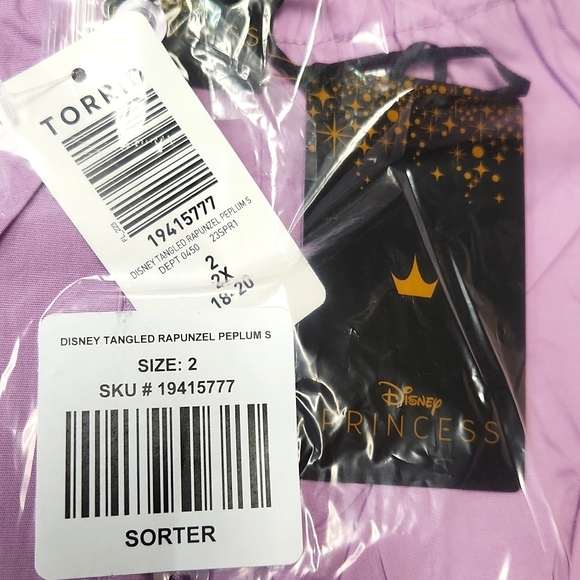 TORRID
19415777
DISNEY TANGLED RAPUNZEL PEPLUM S
DEPT 0450 23SPR1
2
2X
18-20
DISNEY TANGLED RAPUNZEL PEPLUM S
SIZE: 2
SKU # 19415777
SORTER
Disney
PRINCESS